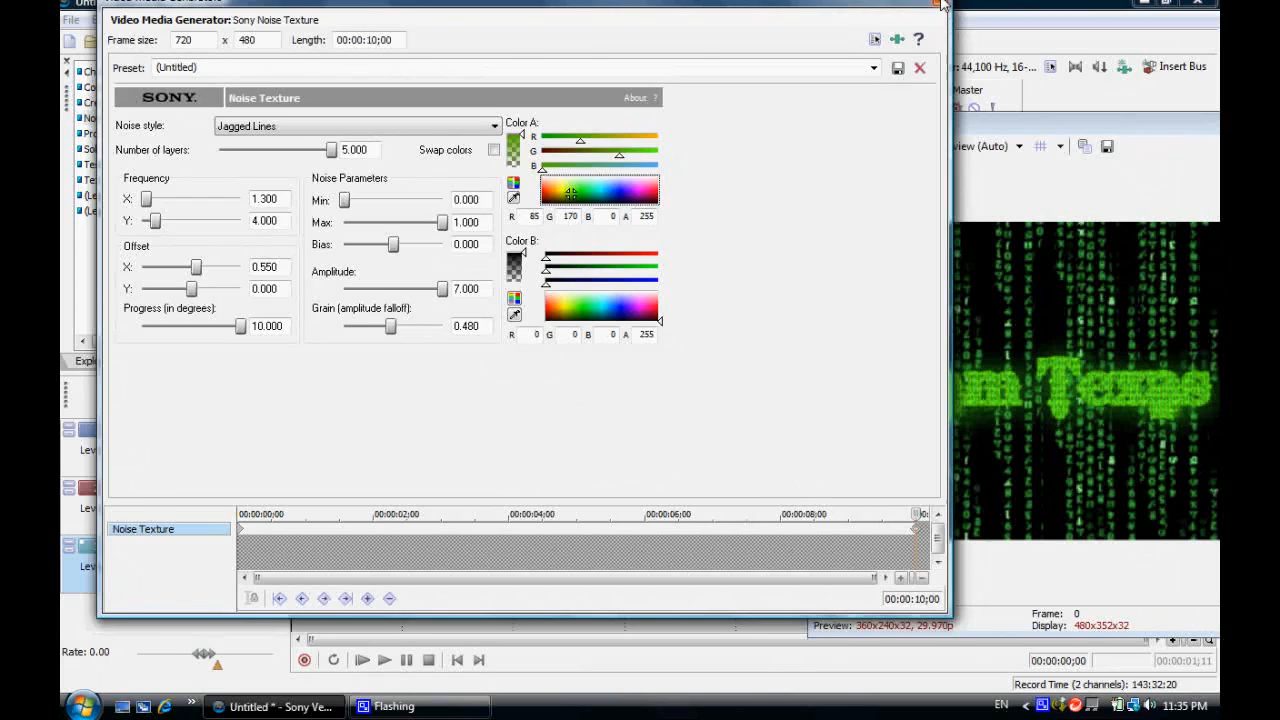 Video Media Generator: Sony Noise Texture
Frame size: 720 x 480 Length: 00:00:10;00
Preset: (Untitled)
SONY. Noise Texture About ?
Noise style: Jagged Lines
Number of layers: 5.000 Swap colors
Frequency
X: 1.300
Y: 4.000
Offset
X: 0.550
Y: 0.000
Progress (in degrees)
10.000
Noise Parameters
Min: 0.000
Max: 1.000
Bias: 0.000
Amplitude:
7.000
Grain (amplitude falloff):
0.480
Color A:
R
G
B
R 85 G 170 B 0 A 255
Color B:
R 0 G 0 B 0 A 255
Noise Texture
00:00:00;00 00:00:02;00 00:00:04;00 00:00:06;00 00:00:08;00
00:00:10;00
File
44,100 Hz, 16-... Insert Bus
Master
view (Auto)
Texas
Explo
Leve
Leve
Leve
Rate: 0.00
Frame: 0
Preview: 360x240x32, 29.970p Display: 480x352x32
00:00:00;00 00:00:01;11
Record Time (2 channels): 143:32:20
Untitled * - Sony Ve... Flashing EN 11:35 PM